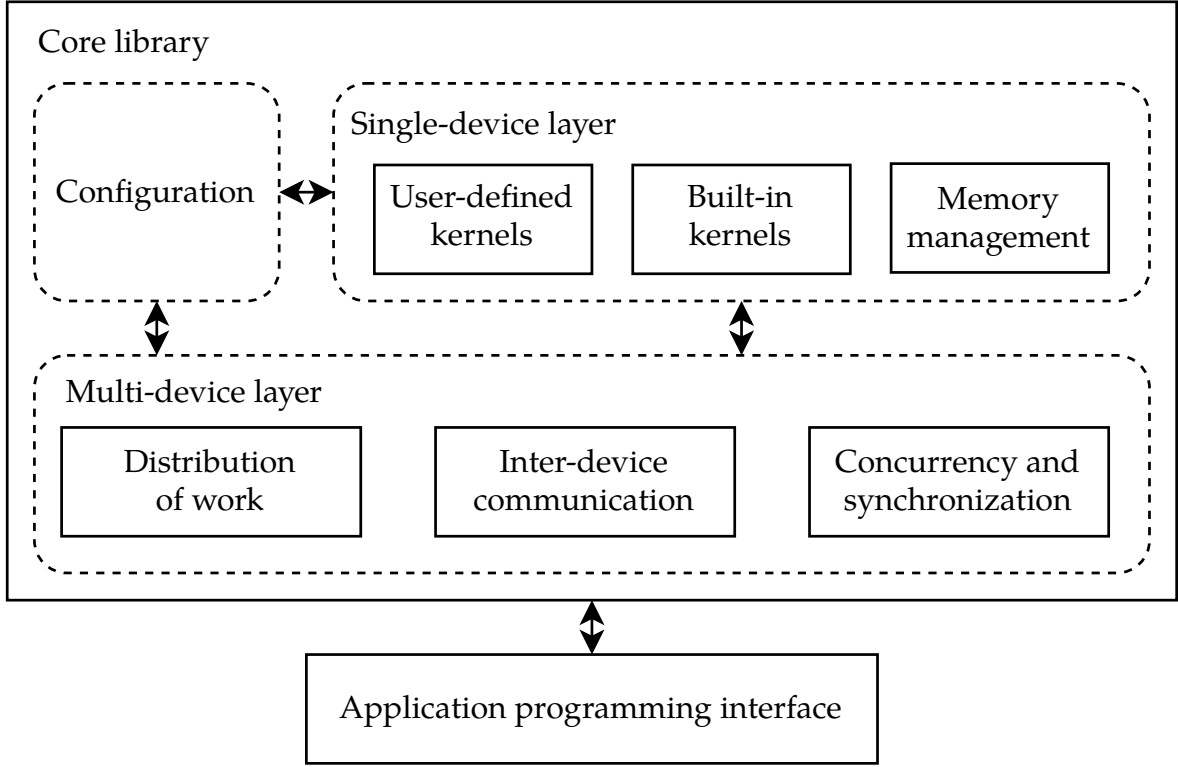 Core library
Configuration
Single-device layer
User-defined
kernels
Built-in
kernels
Memory
management
Multi-device layer
Distribution
of work
Inter-device
communication
Concurrency and
synchronization
Application programming interface